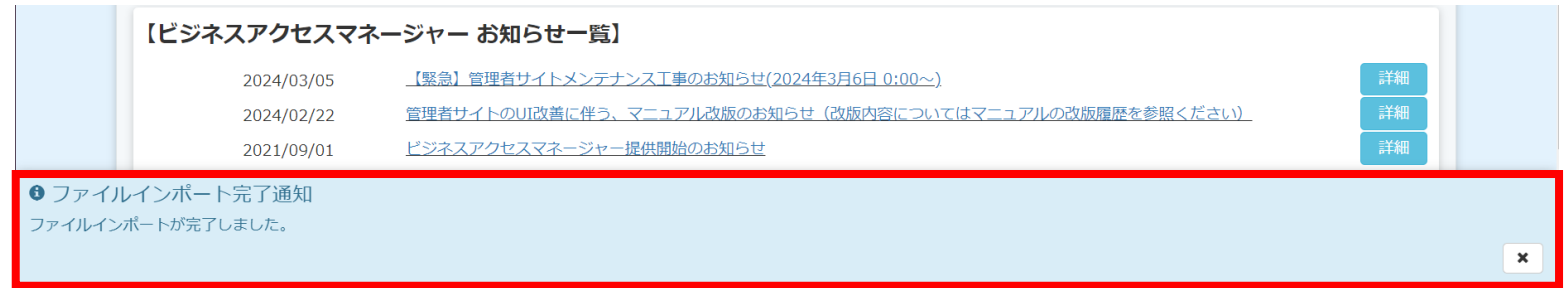 【ビジネスアクセスマネージャー お知らせ一覧】
2024/03/05 【緊急】管理者サイトメンテナンス工事のお知らせ(2024年3月6日 0:00～) 詳細
2024/02/22 管理者サイトのUI改善に伴う、マニュアル改版のお知らせ（改版内容についてはマニュアルの改版履歴を参照ください） 詳細
2021/09/01 ビジネスアクセスマネージャー提供開始のお知らせ 詳細
ファイルインポート完了通知
ファイルインポートが完了しました。